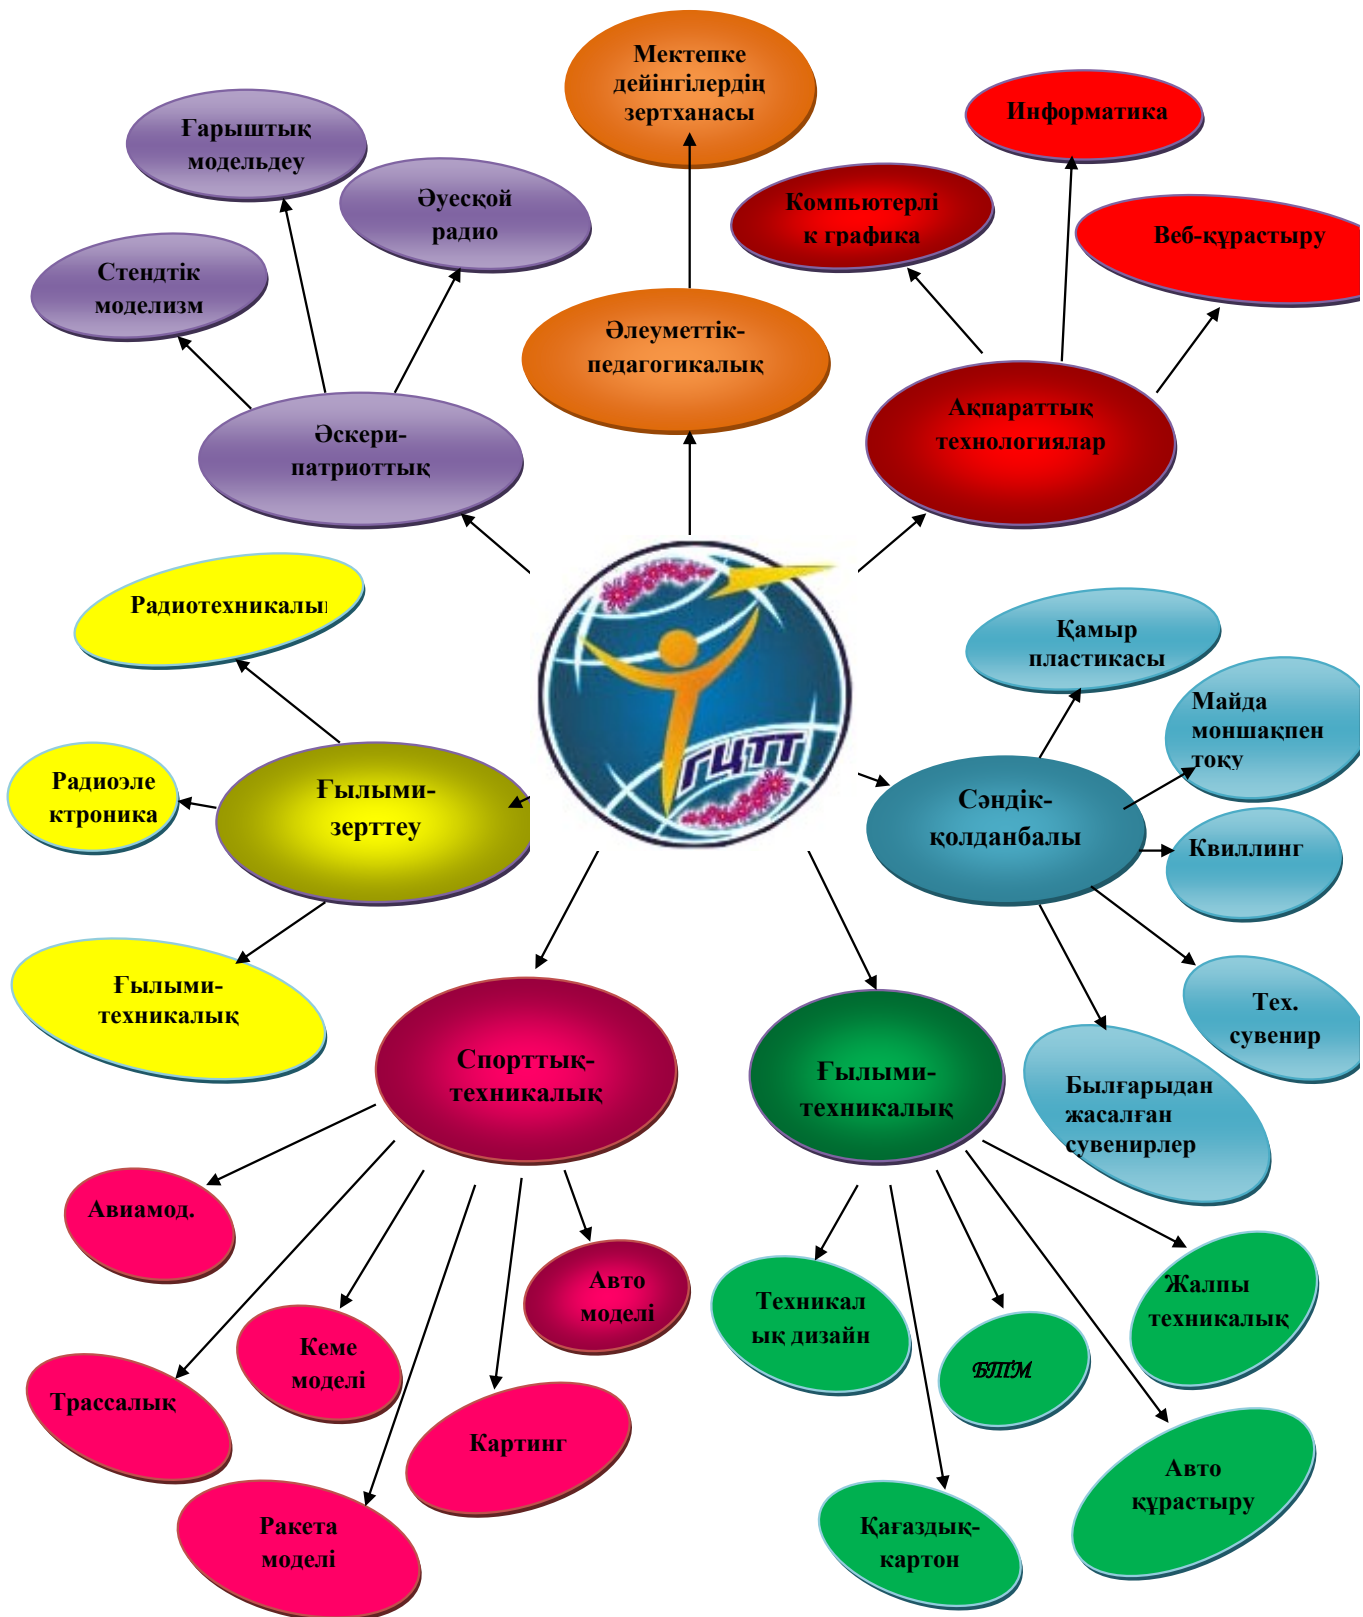 Мектепке
дейінгілердің
зертханасы
Информатика
Ғарыштық
модельдеу
Әуесқой
радио
Компьютерлі
к графика
Веб-құрастыру
Стендтік
моделизм
Әлеуметтік-
педагогикалық
Ақпараттық
технологиялар
Әскери-
патриоттық
Радиотехникалы
Қамыр
пластикасы
Майда
моншақпен
тоқу
ГЦТТ
Радиоэле
ктроника
Ғылыми-
зерттеу
Сәндік-
қолданбалы
Квиллинг
Ғылыми-
техникалық
Тех.
сувенир
Спорттық-
техникалық
Ғылыми-
техникалық
Былғарыдан
жасалған
сувенирлер
Авиамод.
Авто
моделі
Техникал
ық дизайн
Жалпы
техникалық
Кеме
моделі
БТМ
Трассалық
Картинг
Авто
құрастыру
Ракета
моделі
Қағаздық-
картон